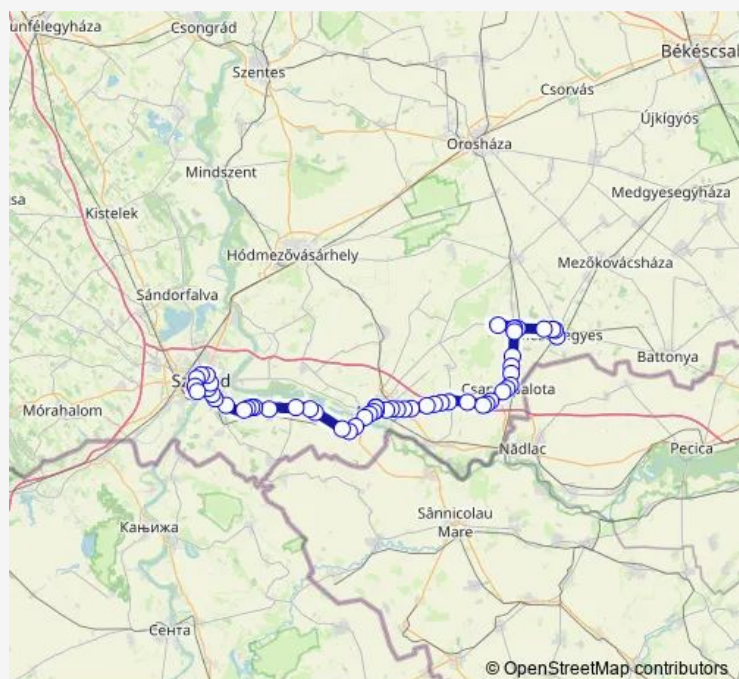 unfélegyháza
Csongrád
Békéscsal
Szentes
Csorvás
Újkígyós
Orosháza
Mindszent
Medgyesegyháza
sa
Kistelek
Hódmezővásárhely
Mezőkovácsháza
Sándorfalva
egyes
Battonya
Mórahalom
Nădlac
Pecica
Sânnicolau
Mare
Кањижа
Сента
© OpenStreetMap contributors